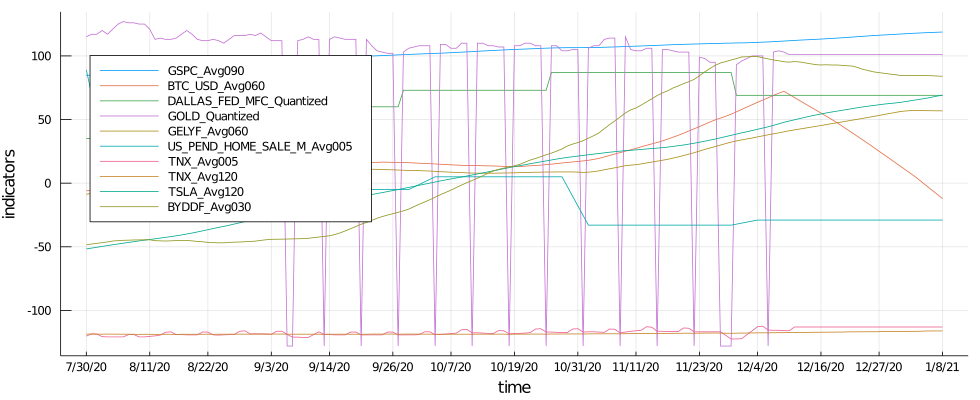 100
50
0
-50
-100
indicators
GSPC_Avg090
BTC_USD_Avg060
DALLAS_FED_MFC_Quantized
GOLD_Quantized
GELYF_Avg060
US_PEND_HOME_SALE_M_Avg005
TNX_Avg005
TNX_Avg120
TSLA_Avg120
BYDDF_Avg030
7/30/20 8/11/20 8/22/20 9/3/20 9/14/20 9/26/20 10/7/20 10/19/20 10/31/20 11/11/20 11/23/20 12/4/20 12/16/20 12/27/20 1/8/21
time